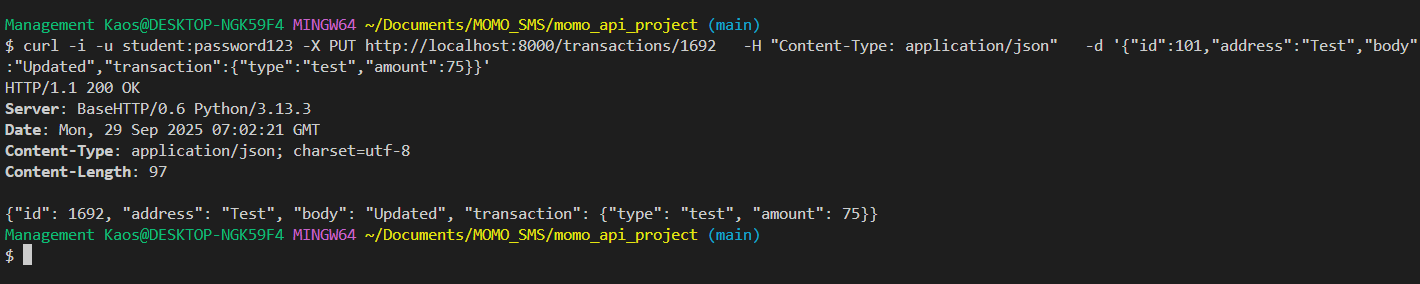 Management Kaos@DESKTOP-NGK59F4 MINGW64 ~/Documents/MOMO_SMS/momo_api_project (main)
$ curl -i -u student:password123 -X PUT http://localhost:8000/transactions/1692   -H "Content-Type: application/json"   -d '{"id":101,"address":"Test","body"
:"Updated","transaction":{"type":"test","amount":75}}'
HTTP/1.1 200 OK
Server: BaseHTTP/0.6 Python/3.13.3
Date: Mon, 29 Sep 2025 07:02:21 GMT
Content-Type: application/json; charset=utf-8
Content-Length: 97

{"id": 1692, "address": "Test", "body": "Updated", "transaction": {"type": "test", "amount": 75}}
Management Kaos@DESKTOP-NGK59F4 MINGW64 ~/Documents/MOMO_SMS/momo_api_project (main)
$